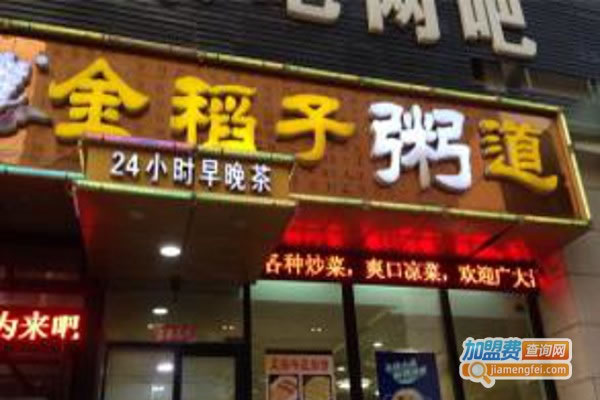 网吧
金稻子粥道
24小时早晚茶
各种炒菜，爽口凉菜，欢迎广大
为来吧
加盟费查询网
jiamengfei.com